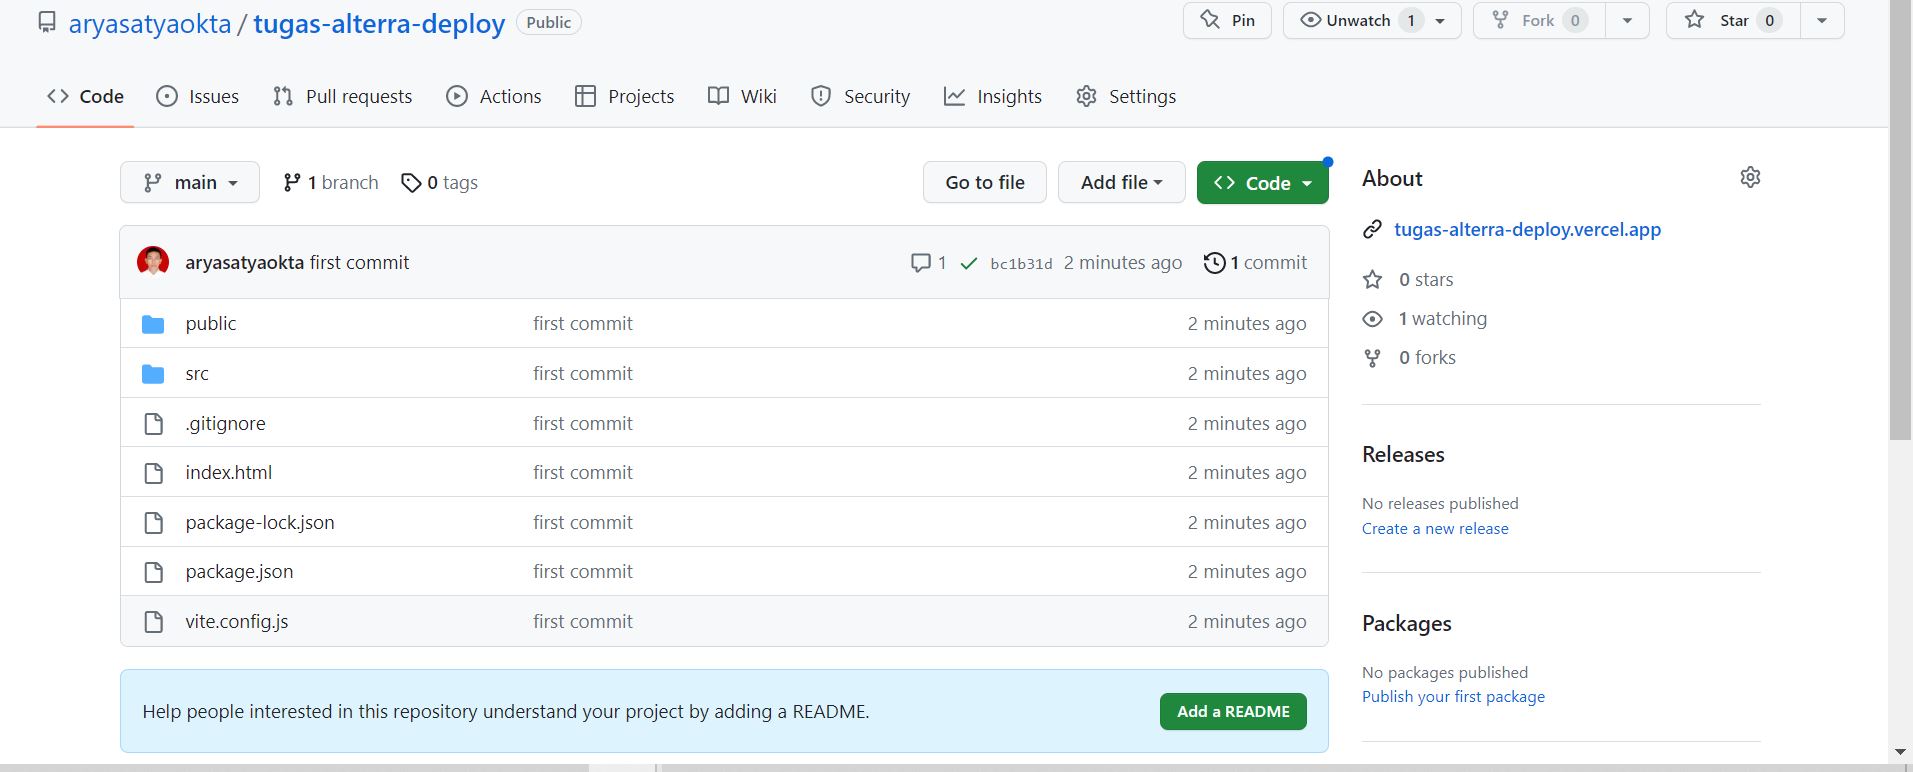 aryasatyaokta / tugas-alterra-deploy Public Pin Unwatch 1 Fork 0 Star 0
Code Issues Pull requests Actions Projects Wiki Security Insights Settings
main 1 branch 0 tags Go to file Add file Code
aryasatyaokta first commit 1 bc1b31d 2 minutes ago 1 commit
public first commit 2 minutes ago
src first commit 2 minutes ago
.gitignore first commit 2 minutes ago
index.html first commit 2 minutes ago
package-lock.json first commit 2 minutes ago
package.json first commit 2 minutes ago
vite.config.js first commit 2 minutes ago
Help people interested in this repository understand your project by adding a README. Add a README
About
tugas-alterra-deploy.vercel.app
0 stars
1 watching
0 forks
Releases
No releases published
Create a new release
Packages
No packages published
Publish your first package